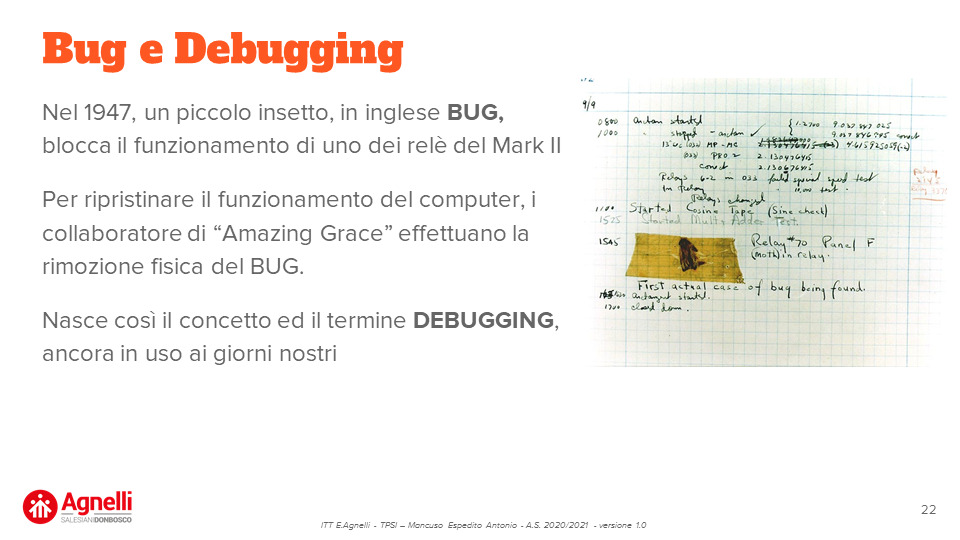 Bug e Debugging
Nel 1947, un piccolo insetto, in inglese BUG,
blocca il funzionamento di uno dei relè del Mark II
Per ripristinare il funzionamento del computer, i
collaboratore di “Amazing Grace” effettuano la
rimozione fisica del BUG.
Nasce così il concetto ed il termine DEBUGGING,
ancora in uso ai giorni nostri
9/9
0800 antan started
1000 " stopped - antan ✓
{1.2700 9.037 847 025
9.037 846 995 correct
13"uc (032) MP - MC 4.615925059(-2)
(033) PRO 2 2.130476415
correct 2.130676415
Relays 6-2 in 033 failed special speed test
in relay " test.
Relays changed
1100 Started Cosine Tape (Sine check)
1525 Started Multi Adder Test.
1545 Relay #70 Panel F
(moth) in relay.
First actual case of bug being found.
antangent started.
1700 closed down.
Agnelli
SALESIANI DONBOSCO
ITT E.Agnelli - TPSI – Mancuso Espedito Antonio - A.S. 2020/2021 - versione 1.0
22